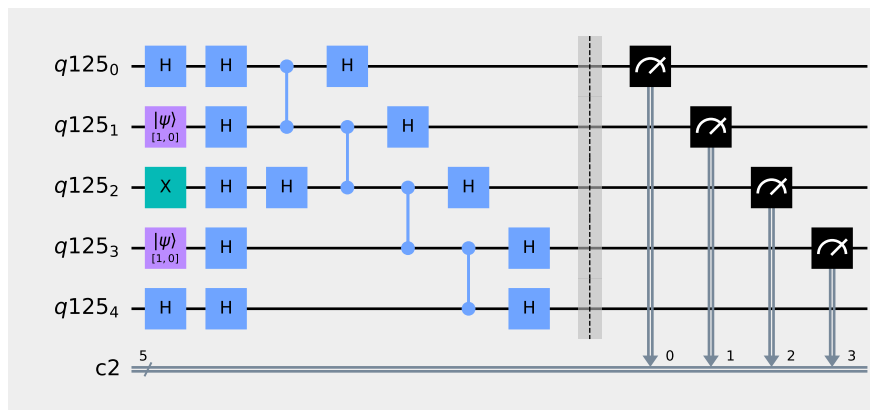 q125₀ H H H
q125₁ |ψ⟩ [1,0] H H
q125₂ X H H H
q125₃ |ψ⟩ [1,0] H H
q125₄ H H H
c2 5 0 1 2 3